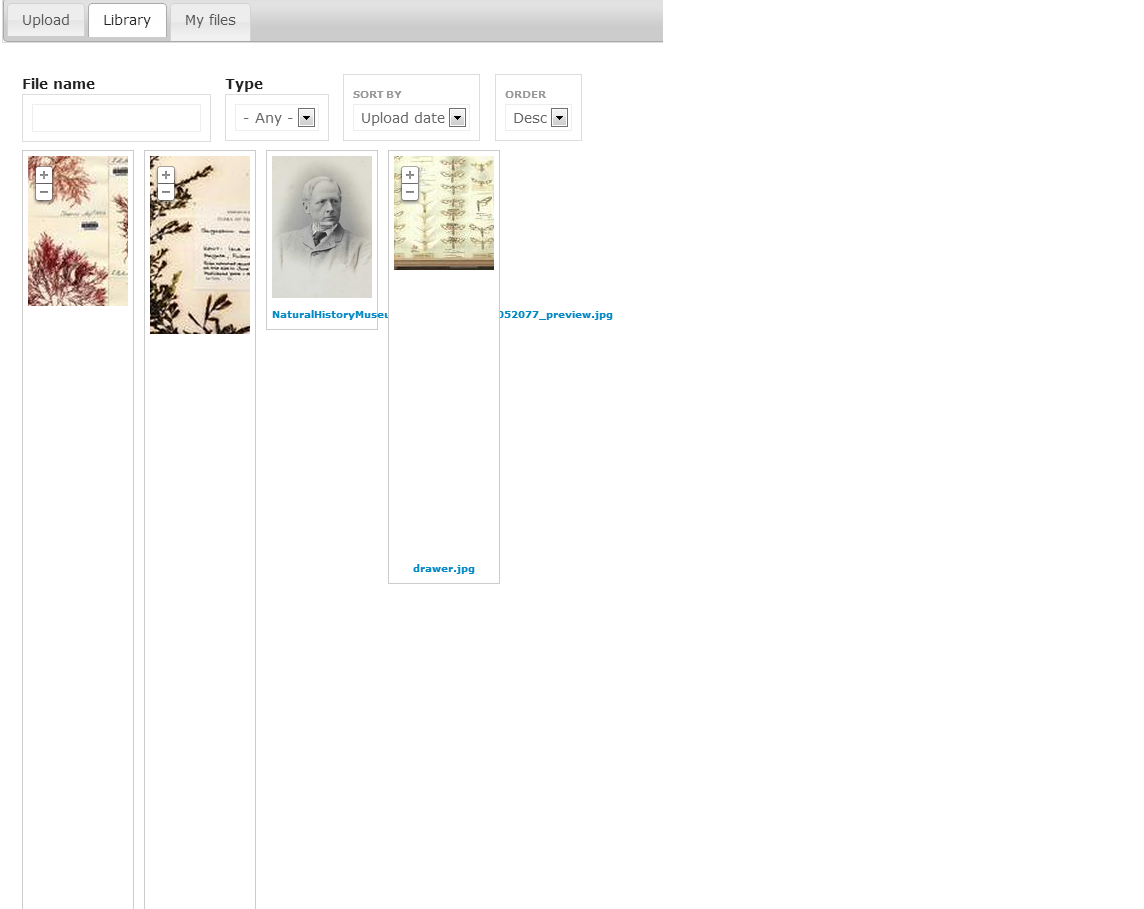 Upload
Library
My files
File name
Type
SORT BY
ORDER
- Any -
Upload date
Desc
NaturalHistoryMuseu
052077_preview.jpg
drawer.jpg